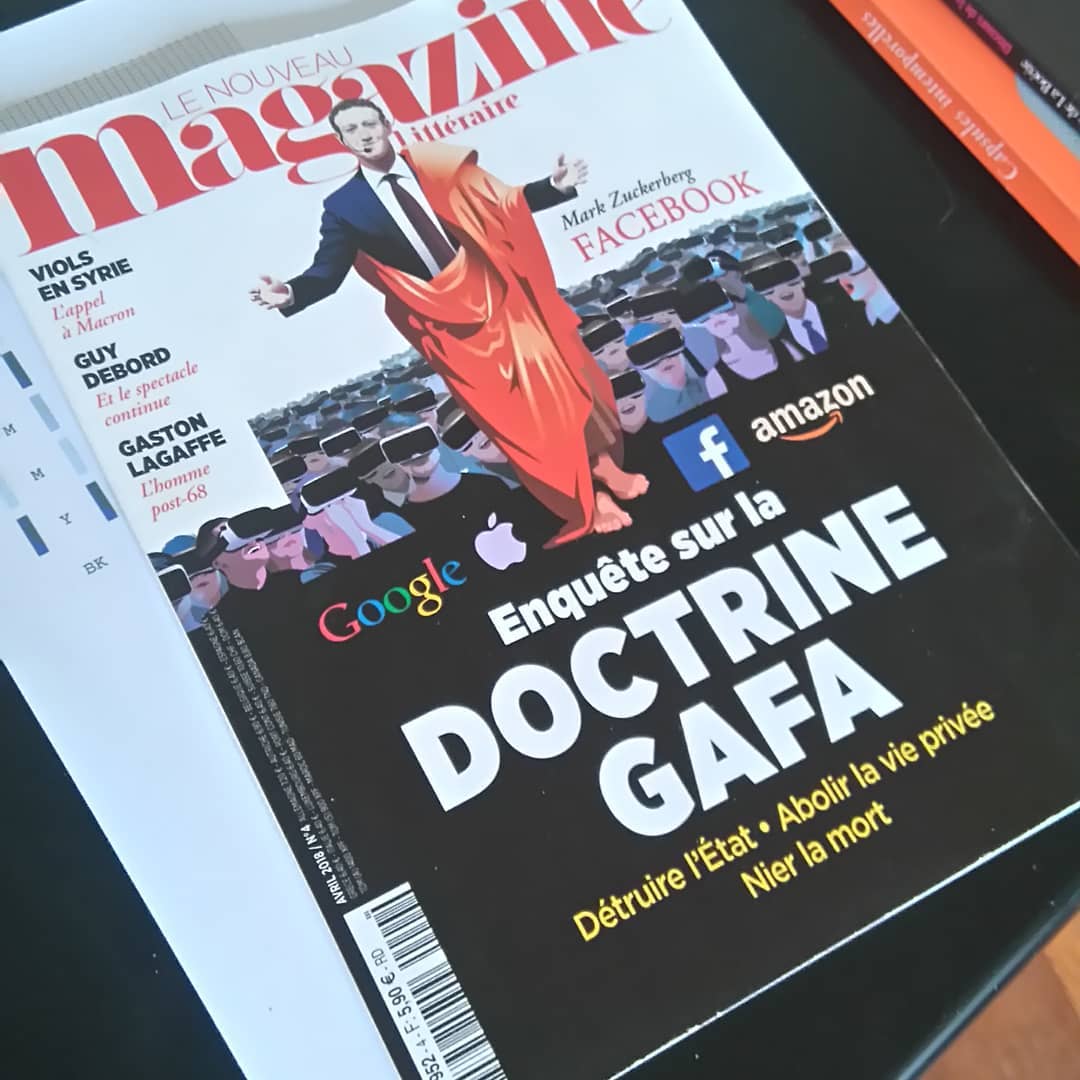 LE NOUVEAU
magazine
Littéraire
Mark Zuckerberg
FACEBOOK
VIOLS
EN SYRIE
L'appel
à Macron
GUY
DEBORD
Et le spectacle
continue
GASTON
LAGAFFE
L'homme
post-68
amazon
f
Google
Enquête sur la
DOCTRINE
GAFA
Détruire l'État • Abolir la vie privée
Nier la mort
AVRIL 2018 / N°4
952 - 4 - F: 5,90 € - RD
M
M
Y
BK
Capsules intemporelles
de La Boétie